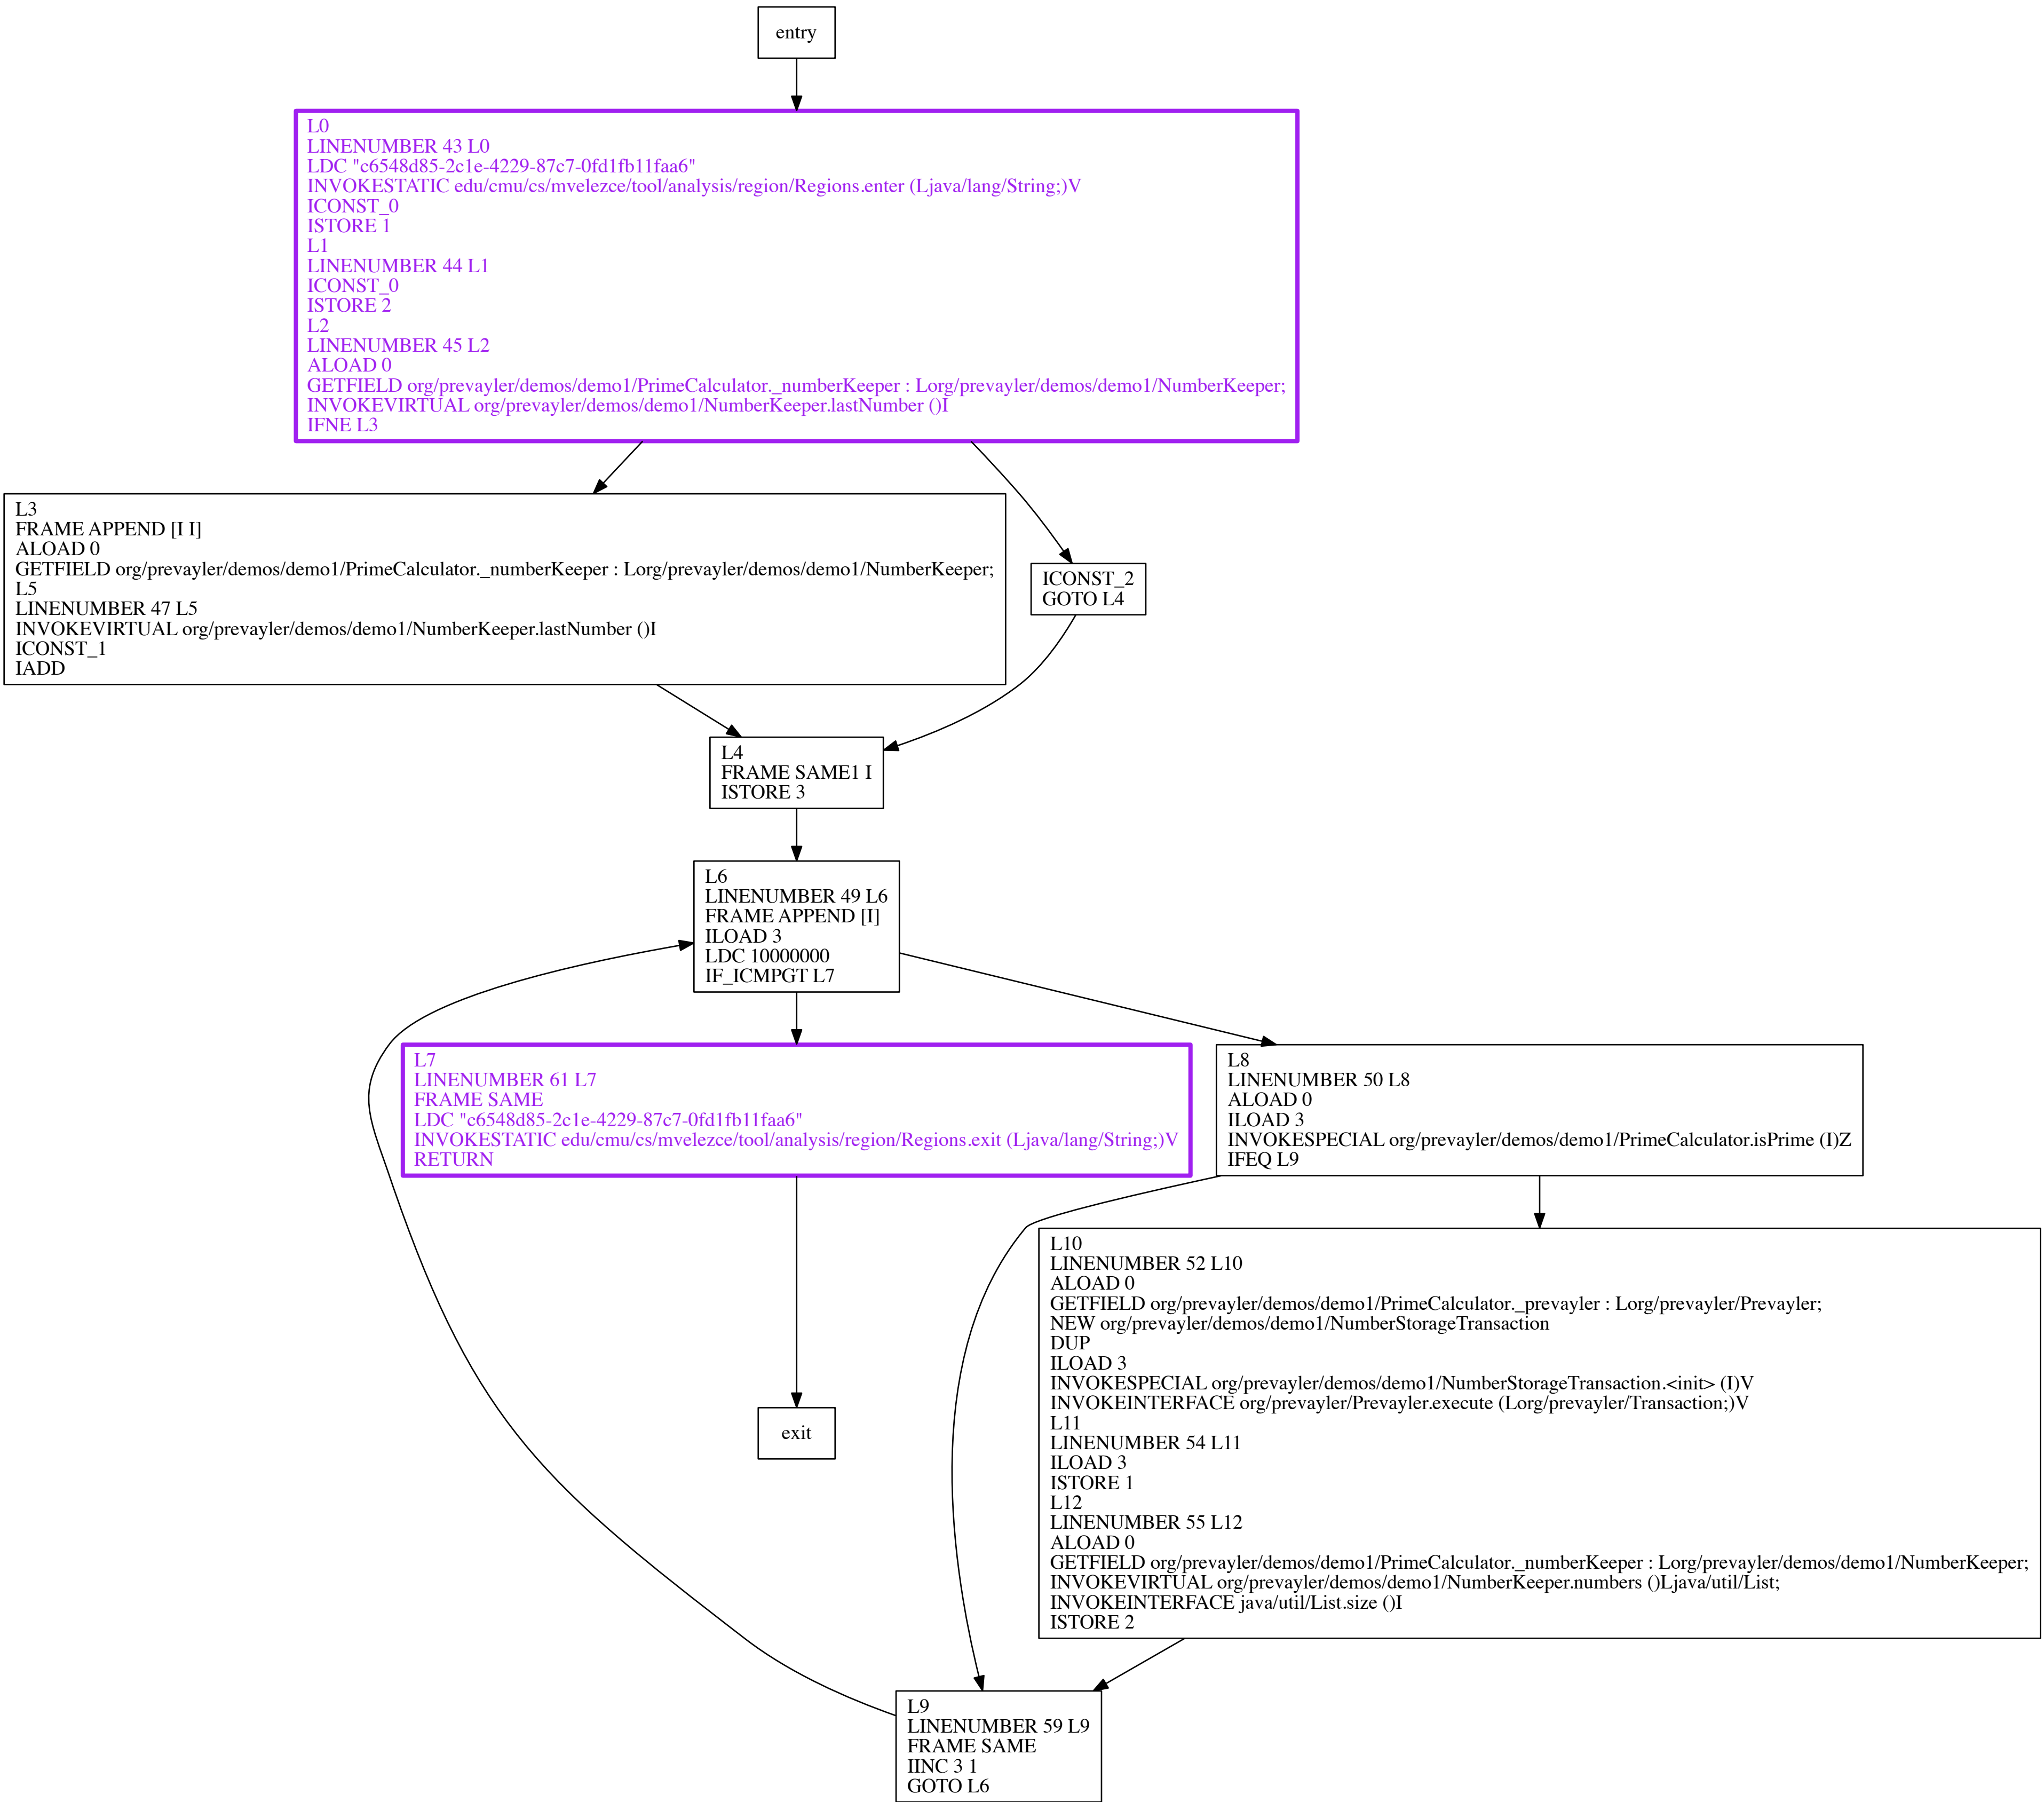 entry
L0
LINENUMBER 43 L0
LDC "c6548d85-2c1e-4229-87c7-0fd1fb11faa6"
INVOKESTATIC edu/cmu/cs/mvelezce/tool/analysis/region/Regions.enter (Ljava/lang/String;)V
ICONST_0
ISTORE 1
L1
LINENUMBER 44 L1
ICONST_0
ISTORE 2
L2
LINENUMBER 45 L2
ALOAD 0
GETFIELD org/prevayler/demos/demo1/PrimeCalculator._numberKeeper : Lorg/prevayler/demos/demo1/NumberKeeper;
INVOKEVIRTUAL org/prevayler/demos/demo1/NumberKeeper.lastNumber ()I
IFNE L3
L3
FRAME APPEND [I I]
ALOAD 0
GETFIELD org/prevayler/demos/demo1/PrimeCalculator._numberKeeper : Lorg/prevayler/demos/demo1/NumberKeeper;
L5
LINENUMBER 47 L5
INVOKEVIRTUAL org/prevayler/demos/demo1/NumberKeeper.lastNumber ()I
ICONST_1
IADD
ICONST_2
GOTO L4
L4
FRAME SAME1 I
ISTORE 3
L6
LINENUMBER 49 L6
FRAME APPEND [I]
ILOAD 3
LDC 10000000
IF_ICMPGT L7
L7
LINENUMBER 61 L7
FRAME SAME
LDC "c6548d85-2c1e-4229-87c7-0fd1fb11faa6"
INVOKESTATIC edu/cmu/cs/mvelezce/tool/analysis/region/Regions.exit (Ljava/lang/String;)V
RETURN
L8
LINENUMBER 50 L8
ALOAD 0
ILOAD 3
INVOKESPECIAL org/prevayler/demos/demo1/PrimeCalculator.isPrime (I)Z
IFEQ L9
L10
LINENUMBER 52 L10
ALOAD 0
GETFIELD org/prevayler/demos/demo1/PrimeCalculator._prevayler : Lorg/prevayler/Prevayler;
NEW org/prevayler/demos/demo1/NumberStorageTransaction
DUP
ILOAD 3
INVOKESPECIAL org/prevayler/demos/demo1/NumberStorageTransaction.<init> (I)V
INVOKEINTERFACE org/prevayler/Prevayler.execute (Lorg/prevayler/Transaction;)V
L11
LINENUMBER 54 L11
ILOAD 3
ISTORE 1
L12
LINENUMBER 55 L12
ALOAD 0
GETFIELD org/prevayler/demos/demo1/PrimeCalculator._numberKeeper : Lorg/prevayler/demos/demo1/NumberKeeper;
INVOKEVIRTUAL org/prevayler/demos/demo1/NumberKeeper.numbers ()Ljava/util/List;
INVOKEINTERFACE java/util/List.size ()I
ISTORE 2
exit
L9
LINENUMBER 59 L9
FRAME SAME
IINC 3 1
GOTO L6